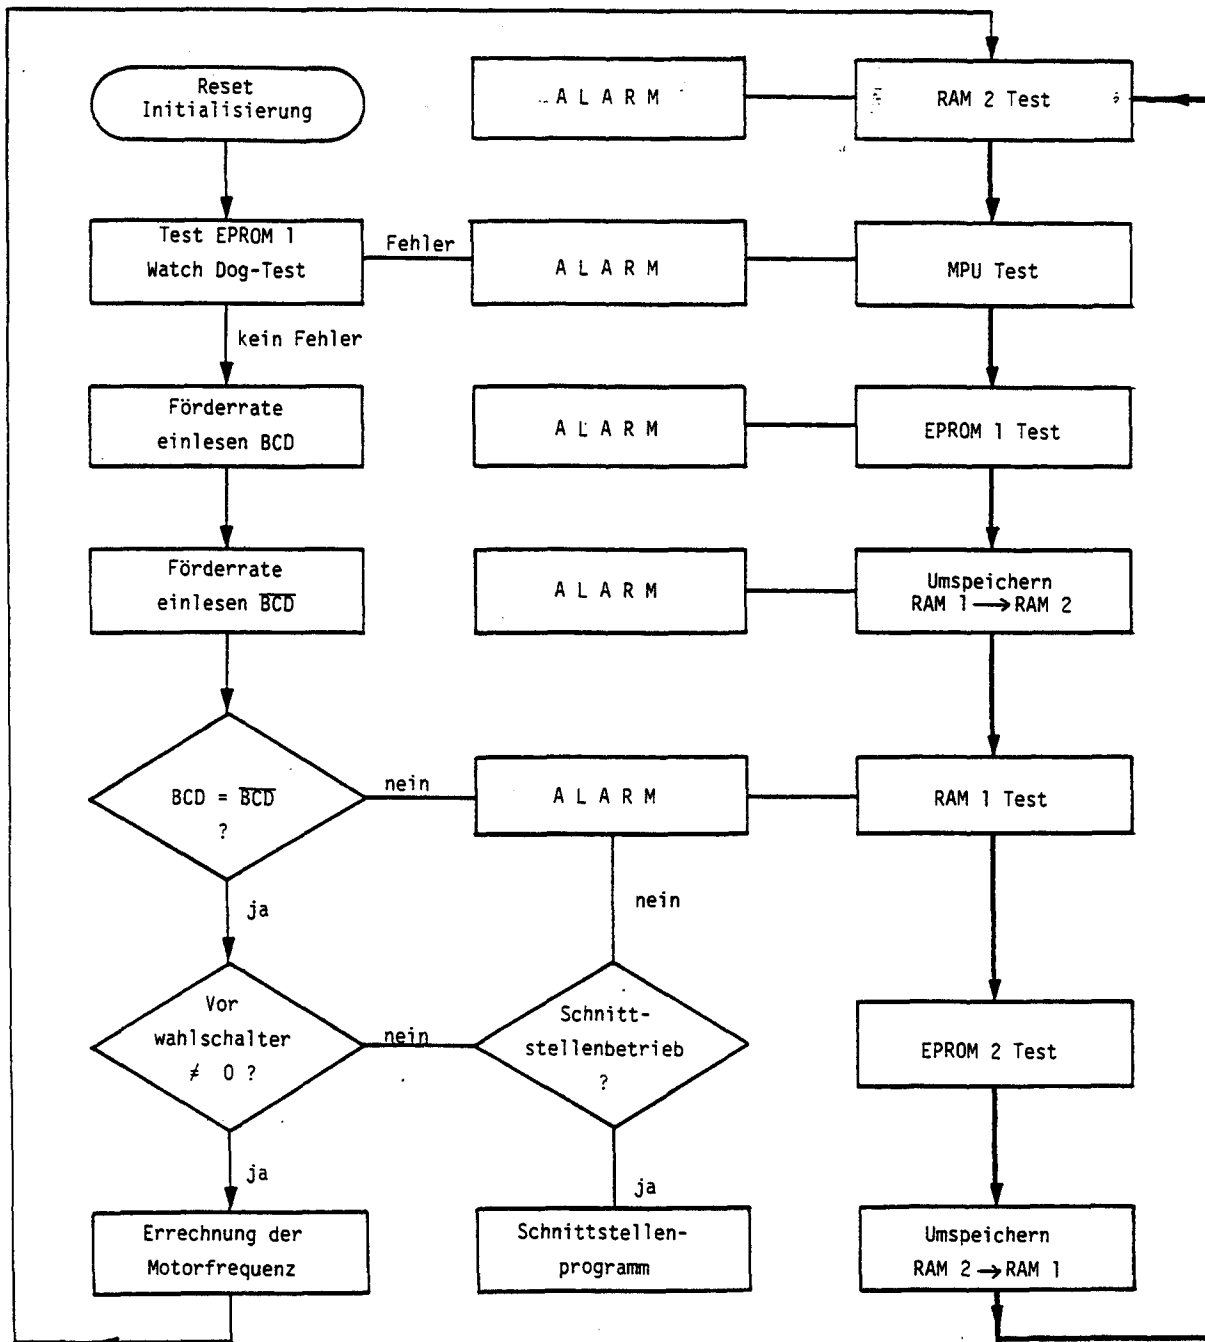 Reset
Initialisierung
A L A R M
RAM 2 Test
Test EPROM 1
Watch Dog-Test
Fehler
A L A R M
MPU Test
kein Fehler
Förderrate
einlesen BCD
A L A R M
EPROM 1 Test
Förderrate
einlesen B̅C̅D̅
A L A R M
Umspeichern
RAM 1 → RAM 2
BCD = B̅C̅D̅
?
nein
A L A R M
RAM 1 Test
ja
nein
Vor
wahlschalter
≠ 0 ?
nein
Schnitt-
stellenbetrieb
?
EPROM 2 Test
ja
ja
Errechnung der
Motorfrequenz
Schnittstellen-
programm
Umspeichern
RAM 2 → RAM 1